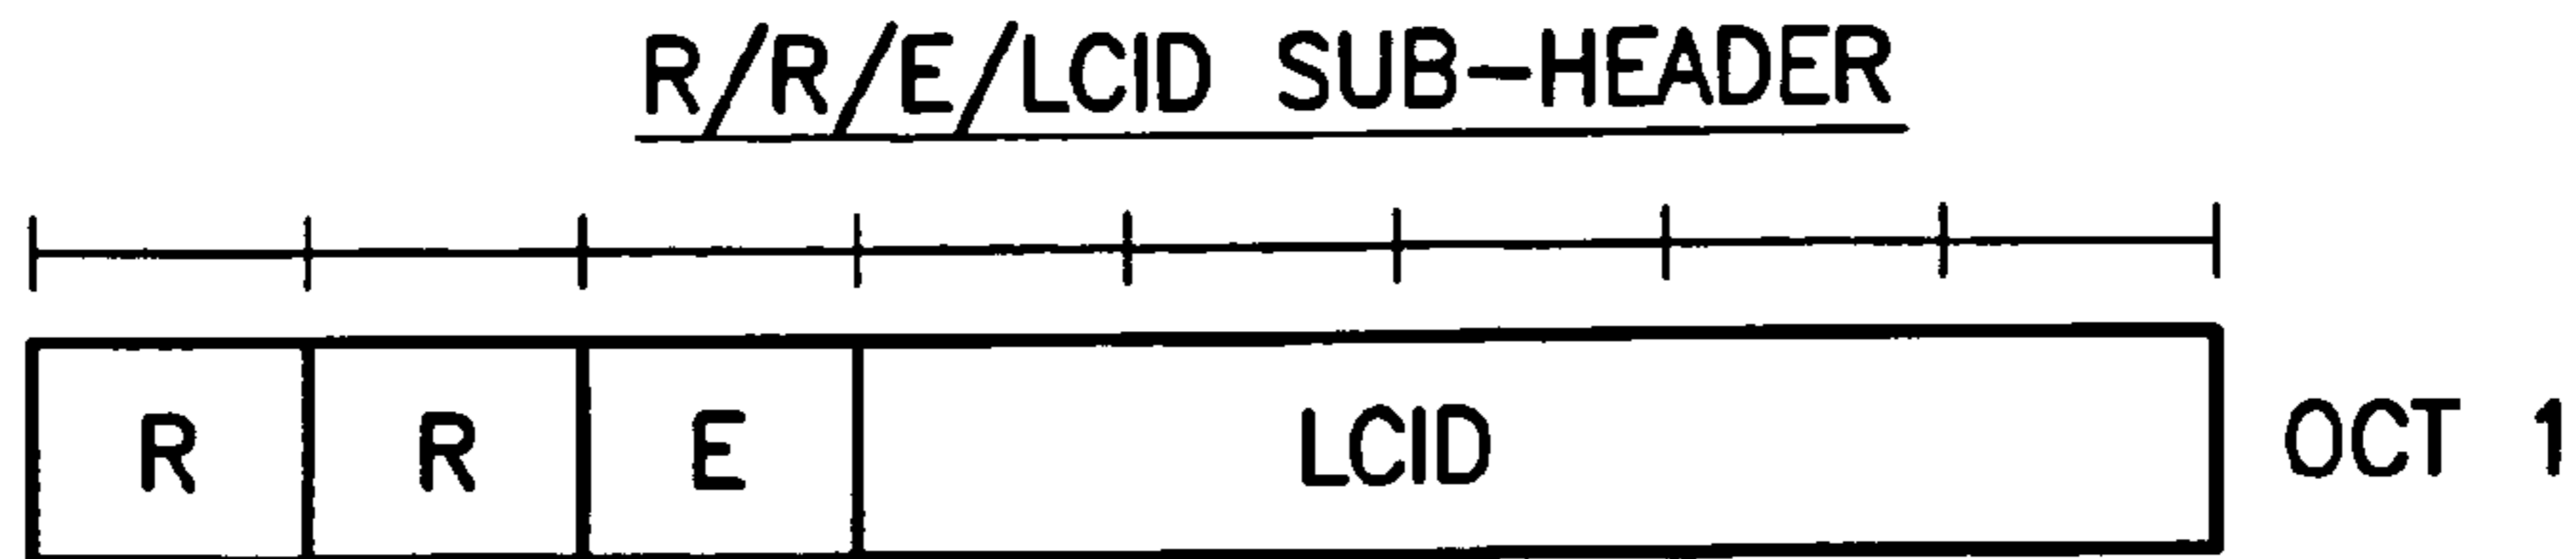 R/R/E/LCID SUB-HEADER
R R E LCID OCT 1